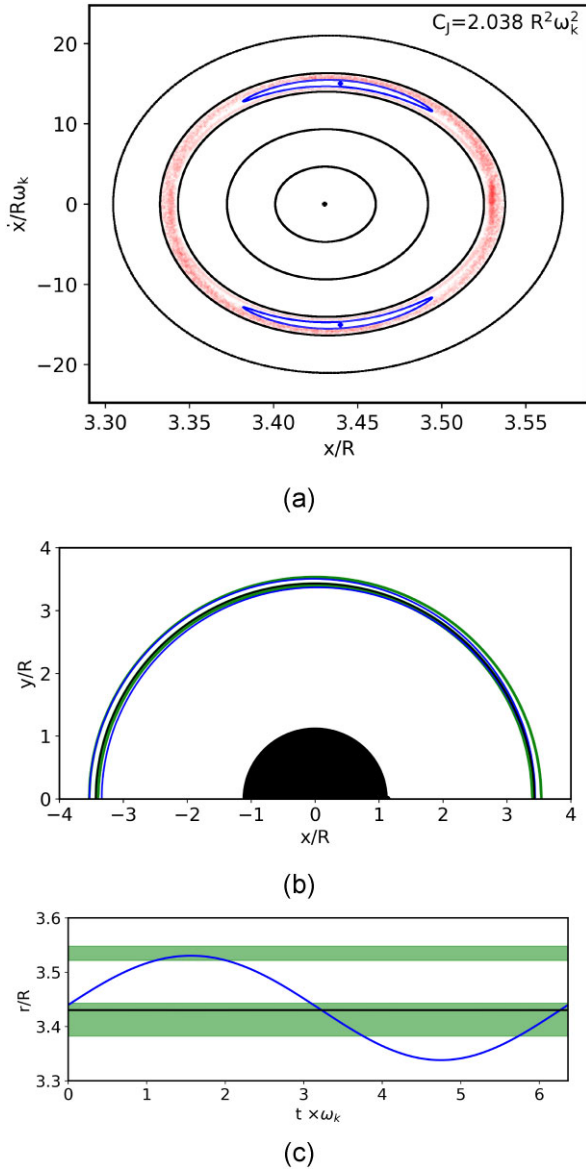 C_J=2.038 R²ω_k²
20
10
0
−10
−20
ẋ/Rω_k
3.30 3.35 3.40 3.45 3.50 3.55
x/R
(a)
4
3
2
1
0
y/R
−4 −3 −2 −1 0 1 2 3 4
x/R
(b)
3.6
3.5
3.4
3.3
r/R
0 1 2 3 4 5 6
t ×ω_k
(c)